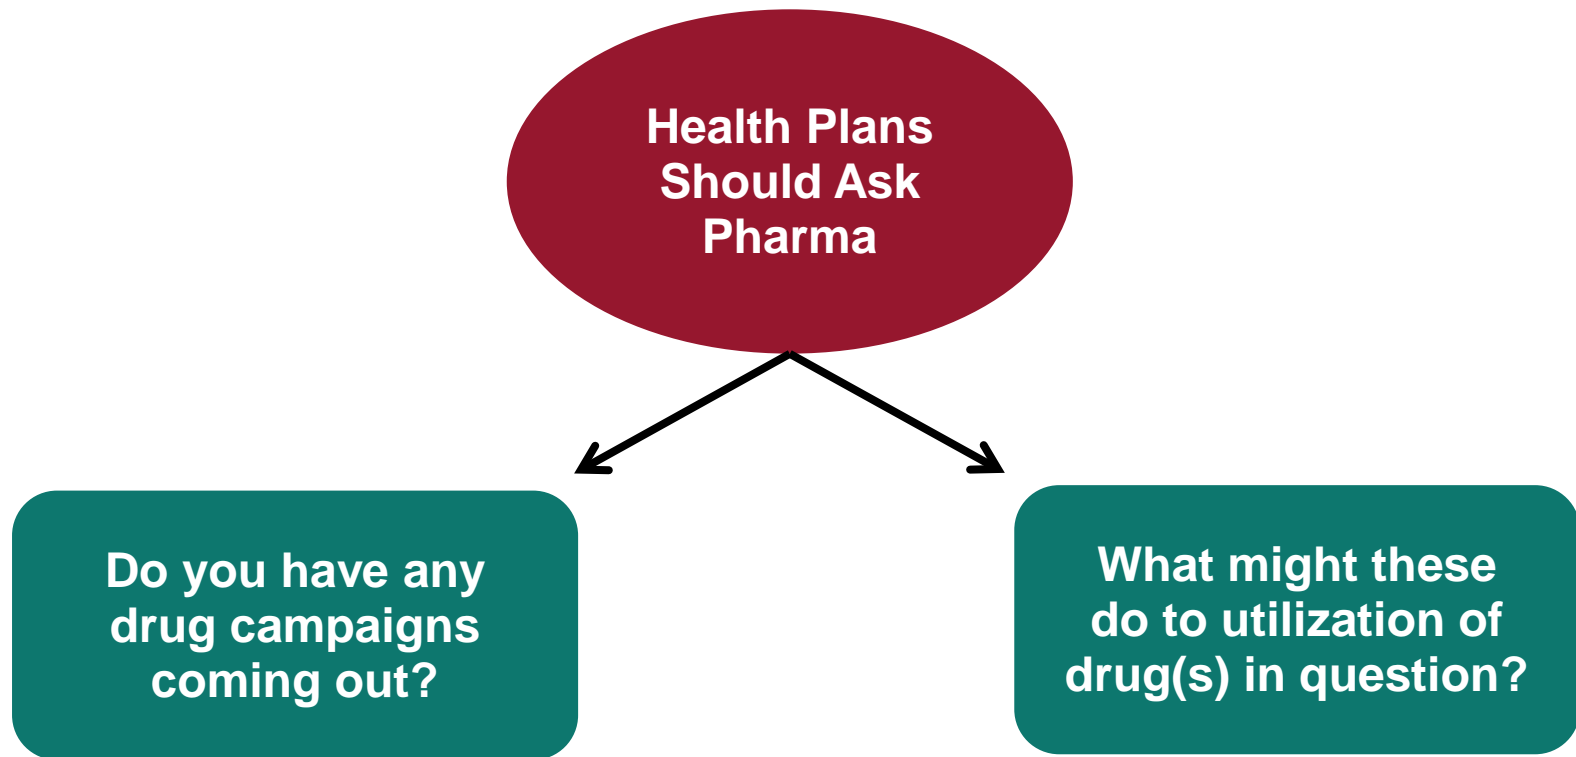 Health Plans
Should Ask
Pharma
Do you have any
drug campaigns
coming out?
What might these
do to utilization of
drug(s) in question?